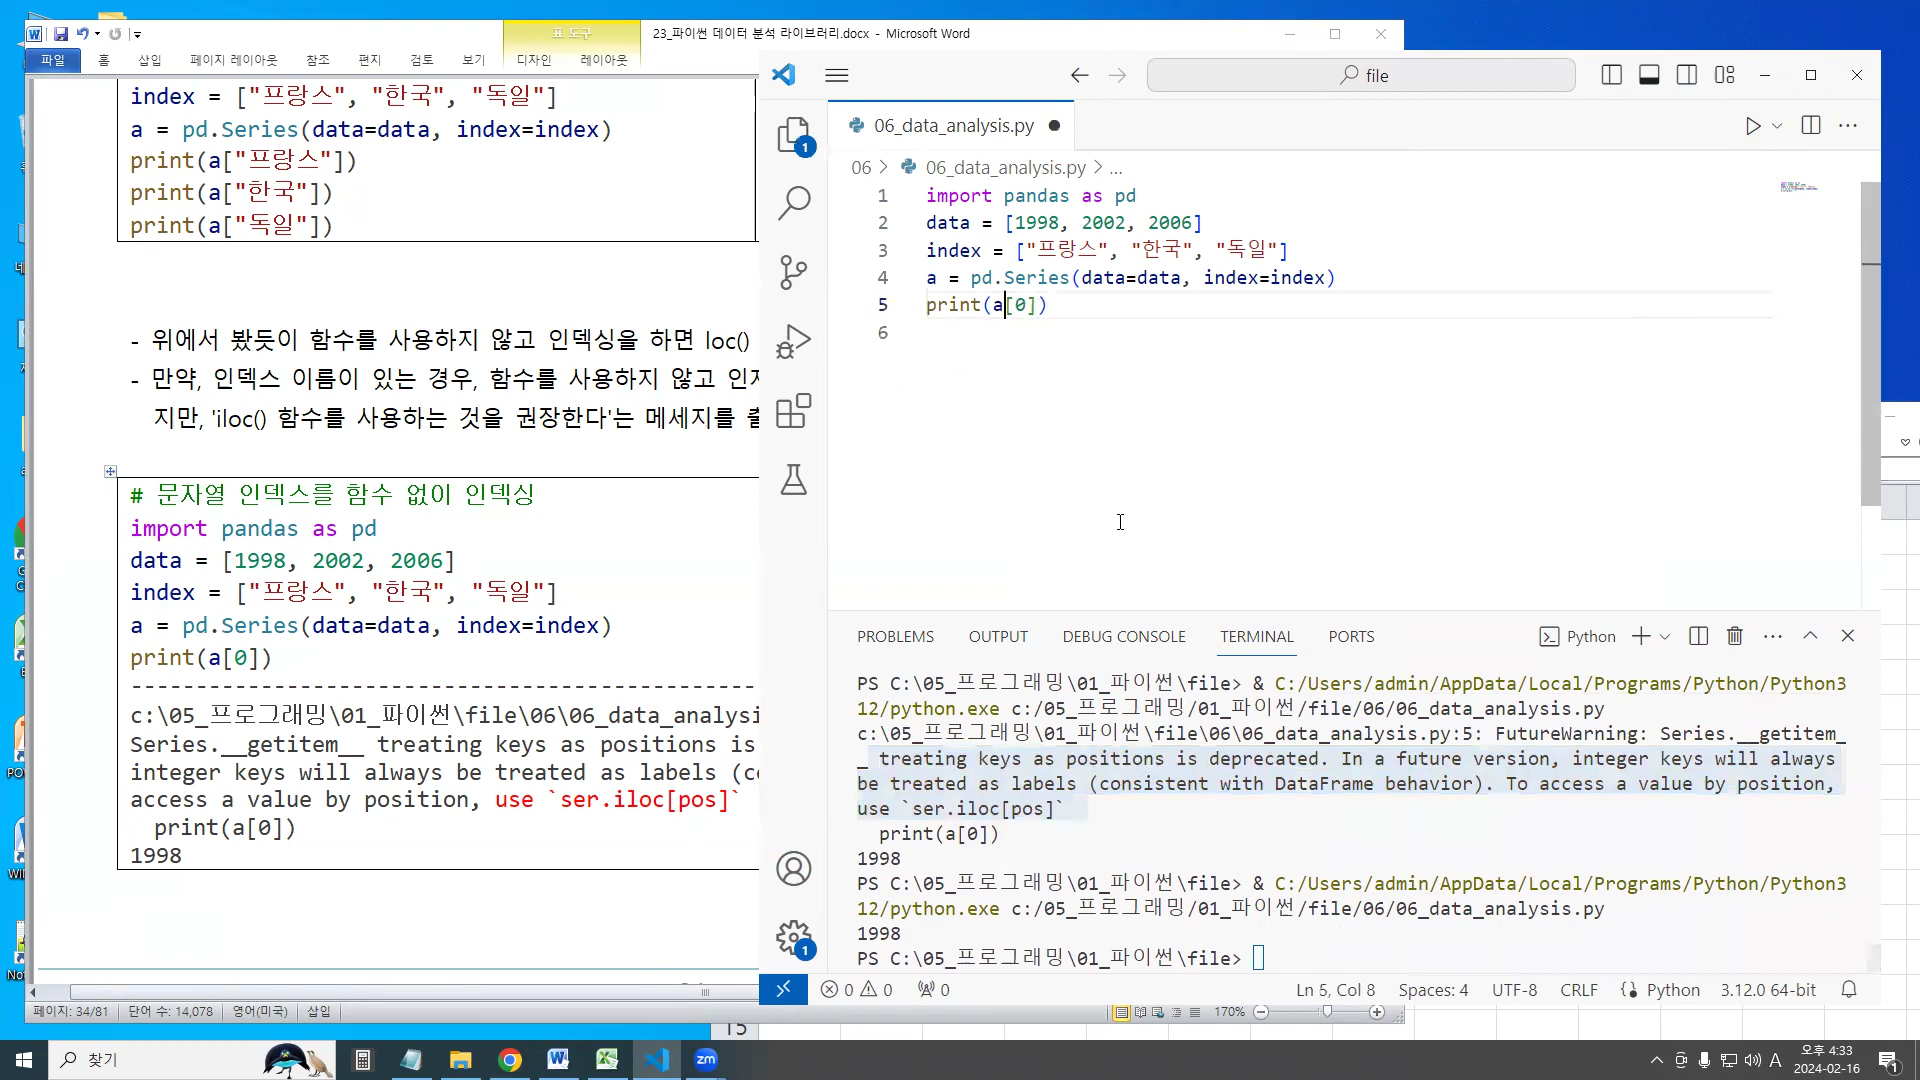 23_파이썬 데이터 분석 라이브러리.docx - Microsoft Word
표 도구
파일 홈 삽입 페이지 레이아웃 참조 편지 검토 보기 디자인 레이아웃
index = ["프랑스", "한국", "독일"]
a = pd.Series(data=data, index=index)
print(a["프랑스"])
print(a["한국"])
print(a["독일"])
- 위에서 봤듯이 함수를 사용하지 않고 인덱싱을 하면 loc()
- 만약, 인덱스 이름이 있는 경우, 함수를 사용하지 않고
지만, 'iloc() 함수를 사용하는 것을 권장한다'는 메세지를
# 문자열 인덱스를 함수 없이 인덱싱
import pandas as pd
data = [1998, 2002, 2006]
index = ["프랑스", "한국", "독일"]
a = pd.Series(data=data, index=index)
print(a[0])
c:\05_프로그래밍\01_파이썬\file\06\06_data_analysi
Series.__getitem__ treating keys as positions is
integer keys will always be treated as labels (c
access a value by position, use `ser.iloc[pos]`
print(a[0])
1998
페이지: 34/81 단어 수: 14,078 영어(미국) 삽입
170%
15
file
06_data_analysis.py
06 > 06_data_analysis.py > ...
1 import pandas as pd
2 data = [1998, 2002, 2006]
3 index = ["프랑스", "한국", "독일"]
4 a = pd.Series(data=data, index=index)
5 print(a[0])
6
1
PROBLEMS OUTPUT DEBUG CONSOLE TERMINAL PORTS
Python
PS C:\05_프로그래밍\01_파이썬\file> & C:/Users/admin/AppData/Local/Programs/Python/Python3
12/python.exe c:/05_프로그래밍/01_파이썬/file/06/06_data_analysis.py
c:\05_프로그래밍\01_파이썬\file\06\06_data_analysis.py:5: FutureWarning: Series.__getitem_
_ treating keys as positions is deprecated. In a future version, integer keys will always
be treated as labels (consistent with DataFrame behavior). To access a value by position,
use `ser.iloc[pos]`
print(a[0])
1998
PS C:\05_프로그래밍\01_파이썬\file> & C:/Users/admin/AppData/Local/Programs/Python/Python3
12/python.exe c:/05_프로그래밍/01_파이썬/file/06/06_data_analysis.py
1998
PS C:\05_프로그래밍\01_파이썬\file>
1
0 0 0 Ln 5, Col 8 Spaces: 4 UTF-8 CRLF Python 3.12.0 64-bit
찾기
zm
A
오후 4:33
2024-02-16
1